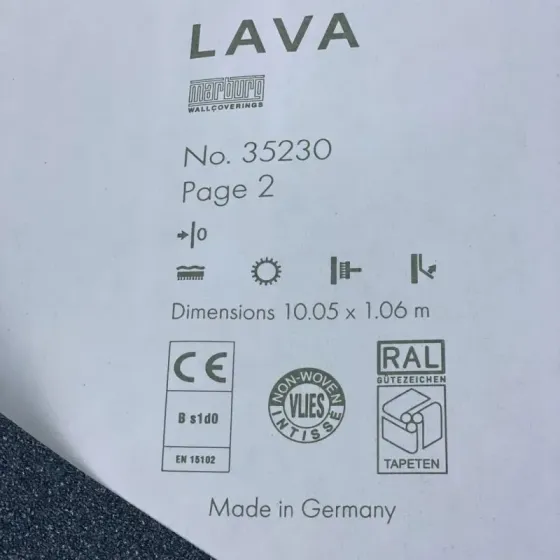 LAVA
marburg
WALLCOVERINGS
No. 35230
Page 2
0
Dimensions 10.05 x 1.06 m
CE
B s1d0
EN 15102
NON-WOVEN
VLIES
INTISSE
RAL
GÜTEZEICHEN
TAPETEN
Made in Germany